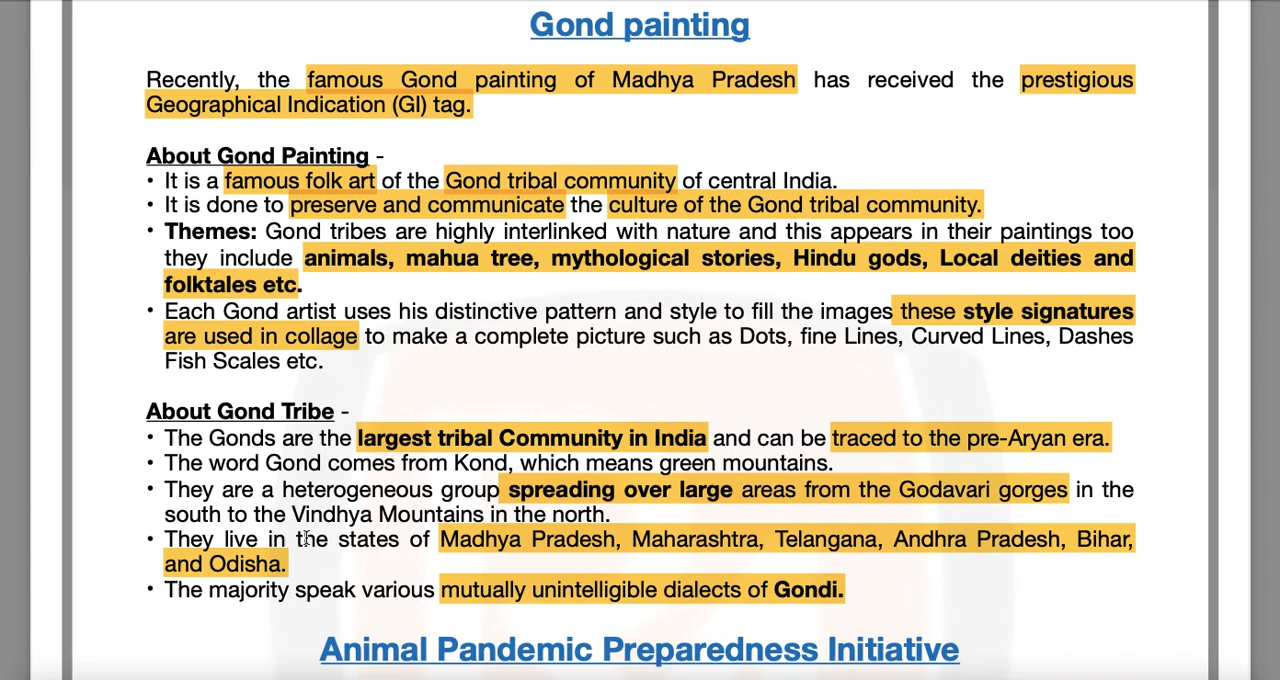 Gond painting
Recently, the famous Gond painting of Madhya Pradesh has received the prestigious
Geographical Indication (GI) tag.
About Gond Painting -
• It is a famous folk art of the Gond tribal community of central India.
• It is done to preserve and communicate the culture of the Gond tribal community.
• Themes: Gond tribes are highly interlinked with nature and this appears in their paintings too
they include animals, mahua tree, mythological stories, Hindu gods, Local deities and
folktales etc.
• Each Gond artist uses his distinctive pattern and style to fill the images these style signatures
are used in collage to make a complete picture such as Dots, fine Lines, Curved Lines, Dashes
Fish Scales etc.
About Gond Tribe -
• The Gonds are the largest tribal Community in India and can be traced to the pre-Aryan era.
• The word Gond comes from Kond, which means green mountains.
• They are a heterogeneous group spreading over large areas from the Godavari gorges in the
south to the Vindhya Mountains in the north.
• They live in the states of Madhya Pradesh, Maharashtra, Telangana, Andhra Pradesh, Bihar,
and Odisha.
• The majority speak various mutually unintelligible dialects of Gondi.
Animal Pandemic Preparedness Initiative